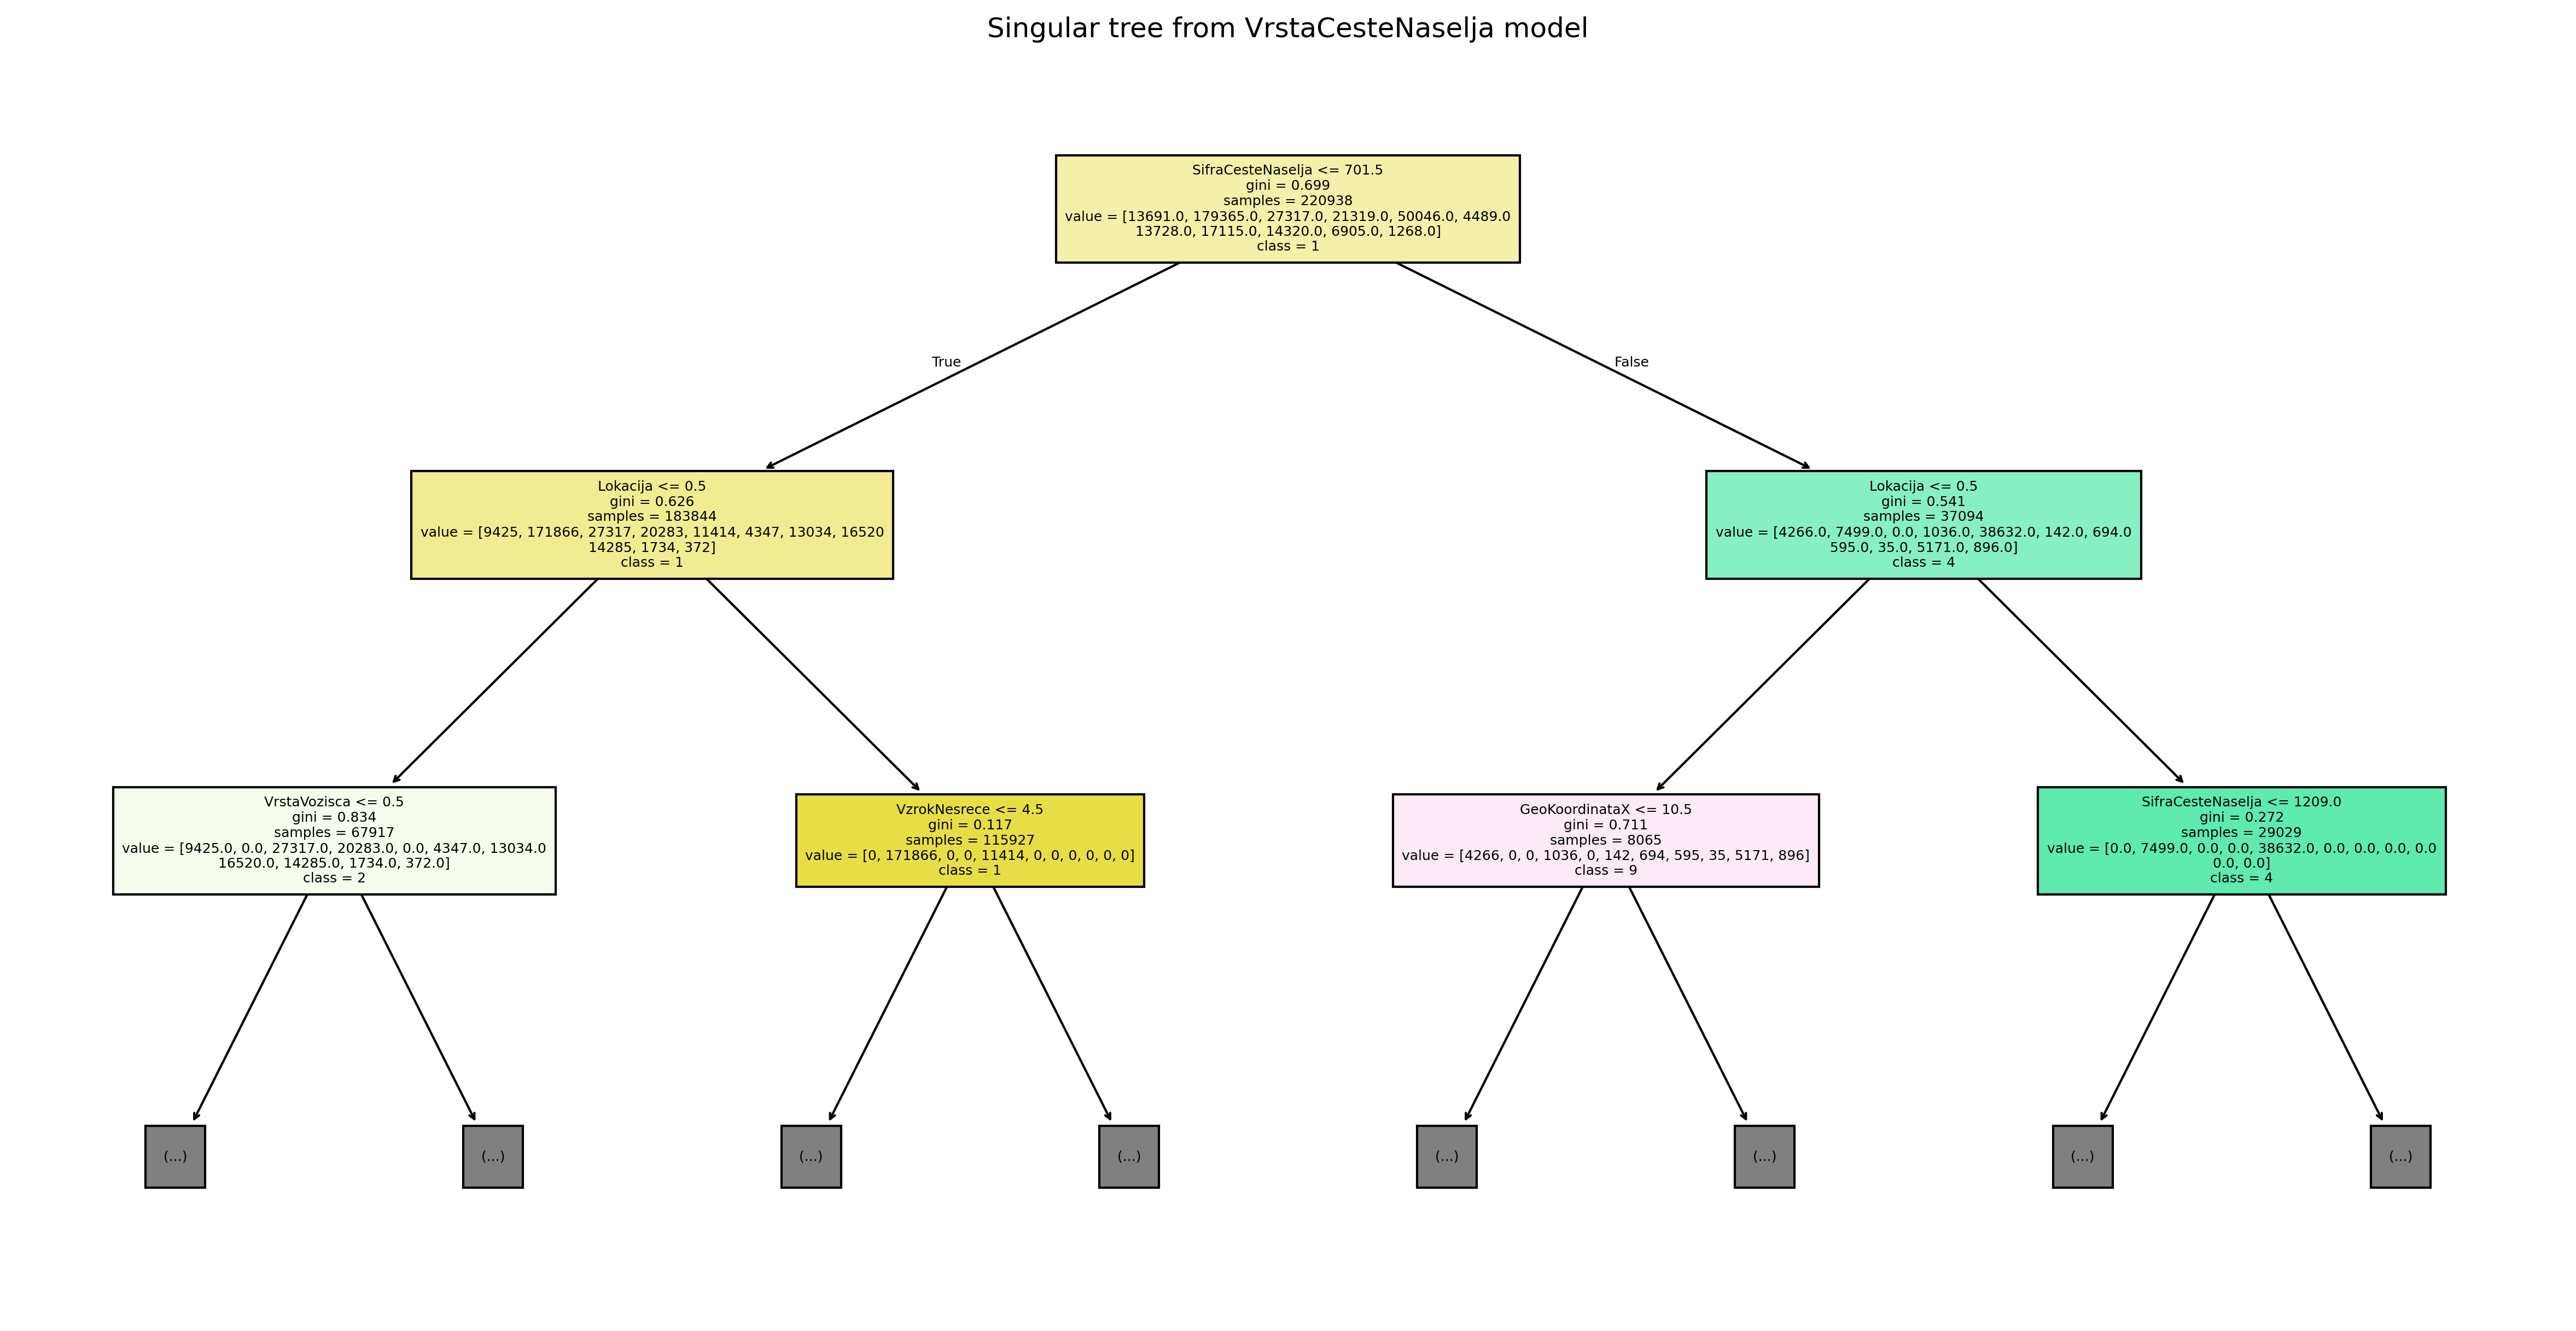 Singular tree from VrstaCesteNaselja model
SifraCesteNaselja <= 701.5
gini = 0.699
samples = 220938
value = [13691.0, 179365.0, 27317.0, 21319.0, 50046.0, 4489.0
13728.0, 17115.0, 14320.0, 6905.0, 1268.0]
class = 1
True
False
Lokacija <= 0.5
gini = 0.626
samples = 183844
value = [9425, 171866, 27317, 20283, 11414, 4347, 13034, 16520
14285, 1734, 372]
class = 1
Lokacija <= 0.5
gini = 0.541
samples = 37094
value = [4266.0, 7499.0, 0.0, 1036.0, 38632.0, 142.0, 694.0
595.0, 35.0, 5171.0, 896.0]
class = 4
VrstaVozisca <= 0.5
gini = 0.834
samples = 67917
value = [9425.0, 0.0, 27317.0, 20283.0, 0.0, 4347.0, 13034.0
16520.0, 14285.0, 1734.0, 372.0]
class = 2
VzrokNesrece <= 4.5
gini = 0.117
samples = 115927
value = [0, 171866, 0, 0, 11414, 0, 0, 0, 0, 0, 0]
class = 1
GeoKoordinataX <= 10.5
gini = 0.711
samples = 8065
value = [4266, 0, 0, 1036, 0, 142, 694, 595, 35, 5171, 896]
class = 9
SifraCesteNaselja <= 1209.0
gini = 0.272
samples = 29029
value = [0.0, 7499.0, 0.0, 0.0, 38632.0, 0.0, 0.0, 0.0, 0.0
0.0, 0.0]
class = 4
(...)
(...)
(...)
(...)
(...)
(...)
(...)
(...)